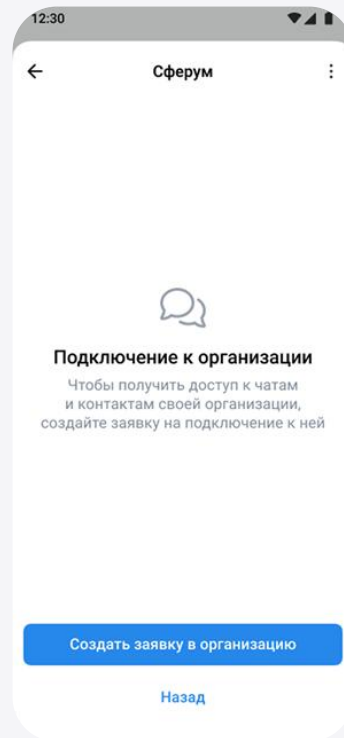 12:30
Сферум
Подключение к организации
Чтобы получить доступ к чатам
и контактам своей организации,
создайте заявку на подключение к ней
Создать заявку в организацию
Назад